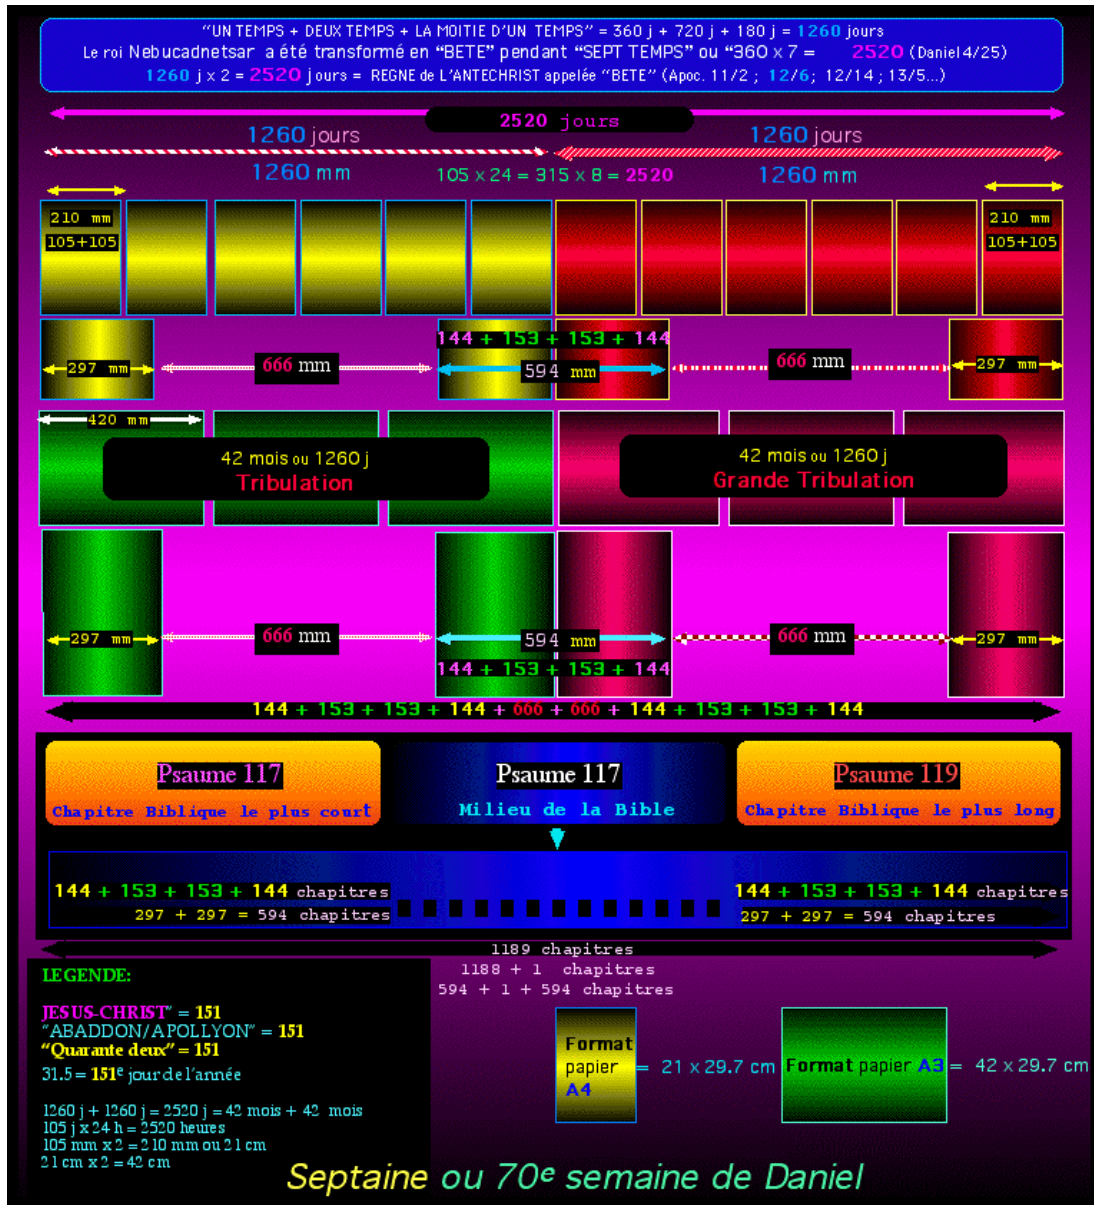 “UN TEMPS + DEUX TEMPS + LA MOITIE D'UN TEMPS” = 360 j + 720 j + 180 j = 1260 jours
Le roi Nebucadnetsar a été transformé en “BETE” pendant “SEPT TEMPS” ou “360 x 7 = 2520 (Daniel 4/25)
1260 j x 2 = 2520 jours = REGNE de L'ANTECHRIST appelée “BETE” (Apoc. 11/2 ; 12/6; 12/14 ; 13/5...)
2520 jours
1260 jours 1260 jours
1260 mm 105 x 24 = 315 x 8 = 2520 1260 mm
210 mm 210 mm
105+105 105+105
144 + 153 + 153 + 144
297 mm 666 mm 594 mm 666 mm 297 mm
420 mm
42 mois ou 1260 j 42 mois ou 1260 j
Tribulation Grande Tribulation
297 mm 666 mm 594 mm 666 mm 297 mm
144 + 153 + 153 + 144
144 + 153 + 153 + 144 + 666 + 666 + 144 + 153 + 153 + 144
Psaume 117 Psaume 117 Psaume 119
Chapitre Biblique le plus court Milieu de la Bible Chapitre Biblique le plus long
144 + 153 + 153 + 144 chapitres 144 + 153 + 153 + 144 chapitres
297 + 297 = 594 chapitres 297 + 297 = 594 chapitres
1189 chapitres
1188 + 1 chapitres
594 + 1 + 594 chapitres
LEGENDE:
JESUS-CHRIST” = 151
“ABADDON/APOLLYON” = 151
“Quarante deux” = 151
31.5 = 151e jour de l'année
1260 j + 1260 j = 2520 j = 42 mois + 42 mois
105 j x 24 h = 2520 heures
105 mm x 2 = 210 mm ou 21 cm
21 cm x 2 = 42 cm
Format
papier
A4
= 21 x 29.7 cm
Format papier A3 = 42 x 29.7 cm
Septaine ou 70e semaine de Daniel